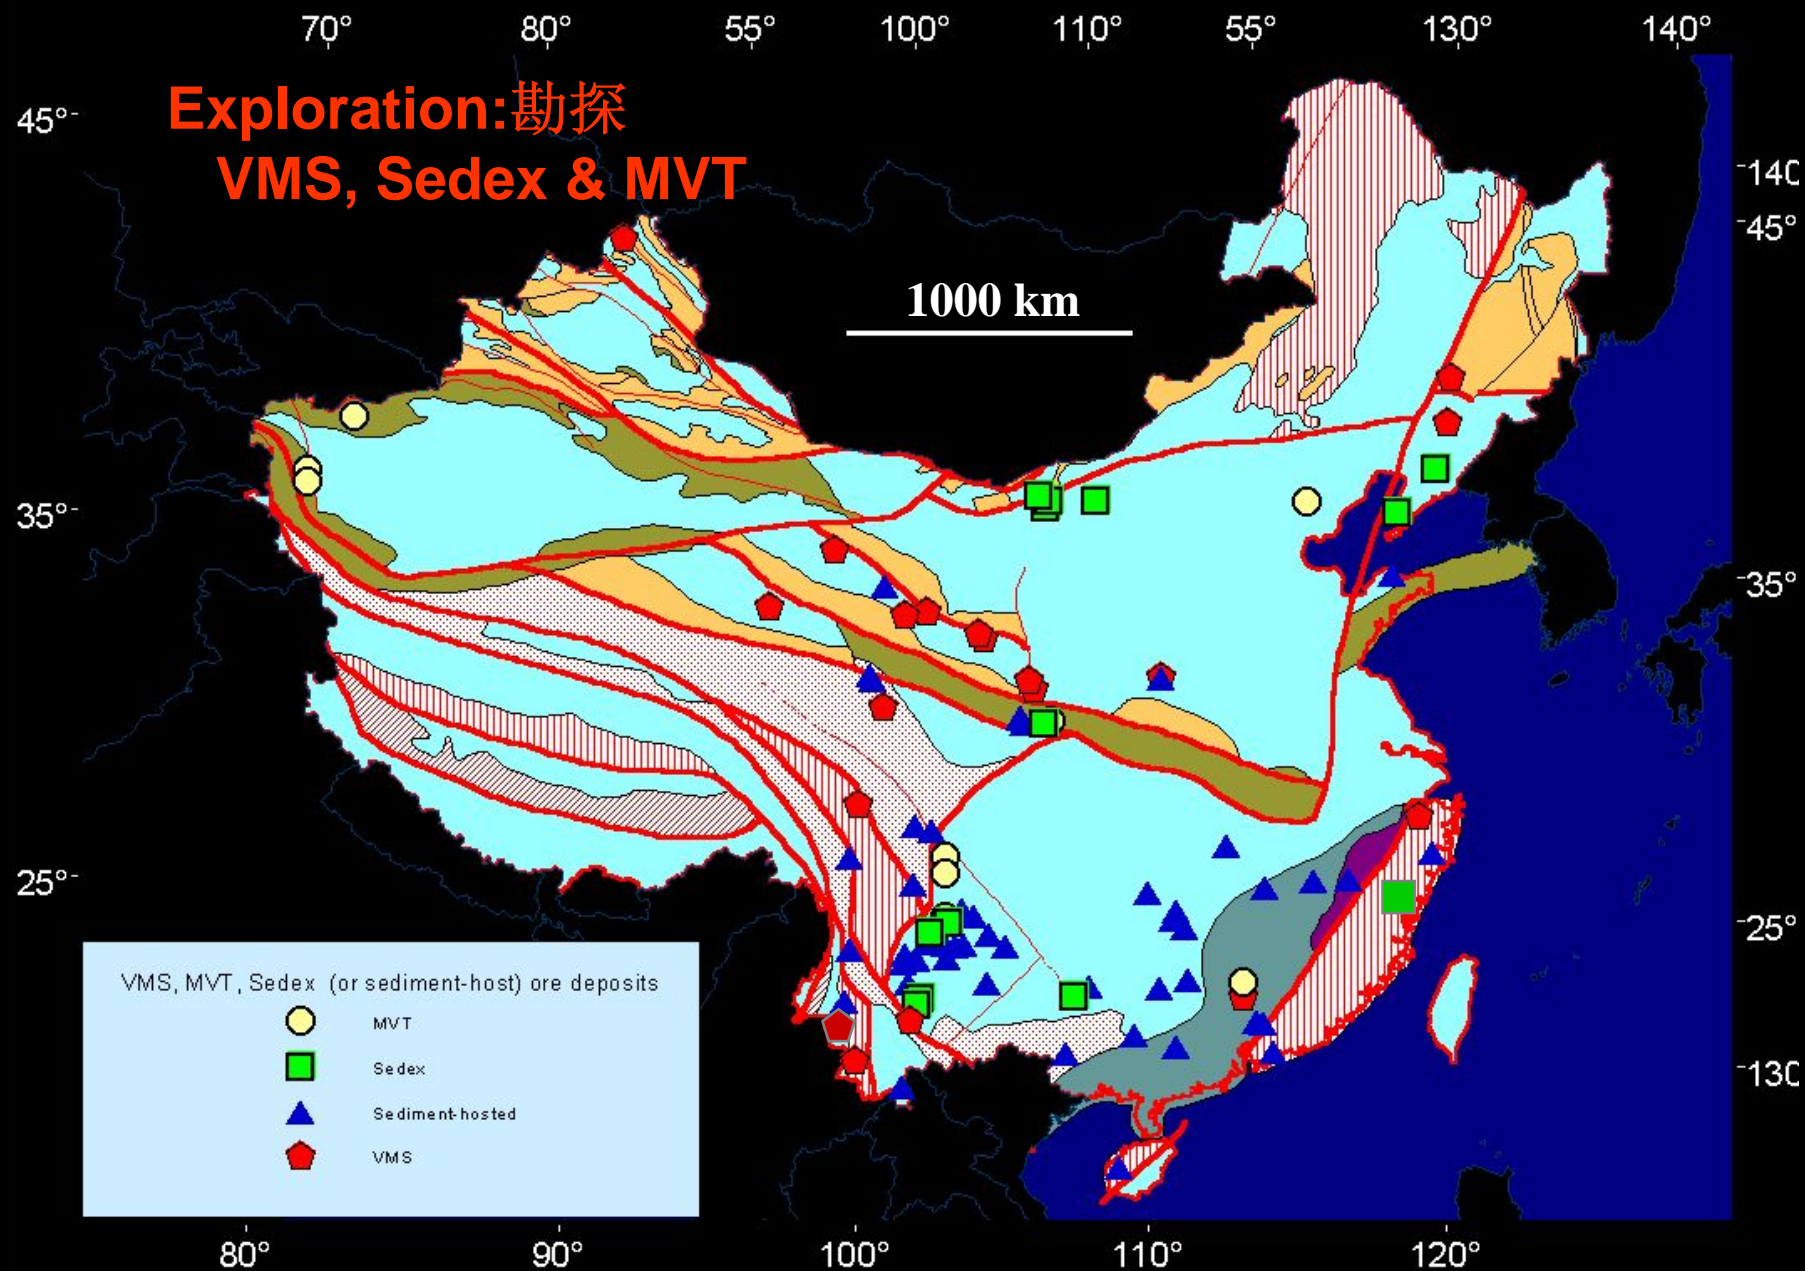 70° 80° 55° 100° 110° 55° 130° 140°
Exploration:勘探
VMS, Sedex & MVT
45°
14C
45°
1000 km
35°
35°
25°
25°
VMS, MVT, Sedex (or sediment-host) ore deposits
MVT
Sedex
Sediment-hosted
VMS
13C
80° 90° 100° 110° 120°